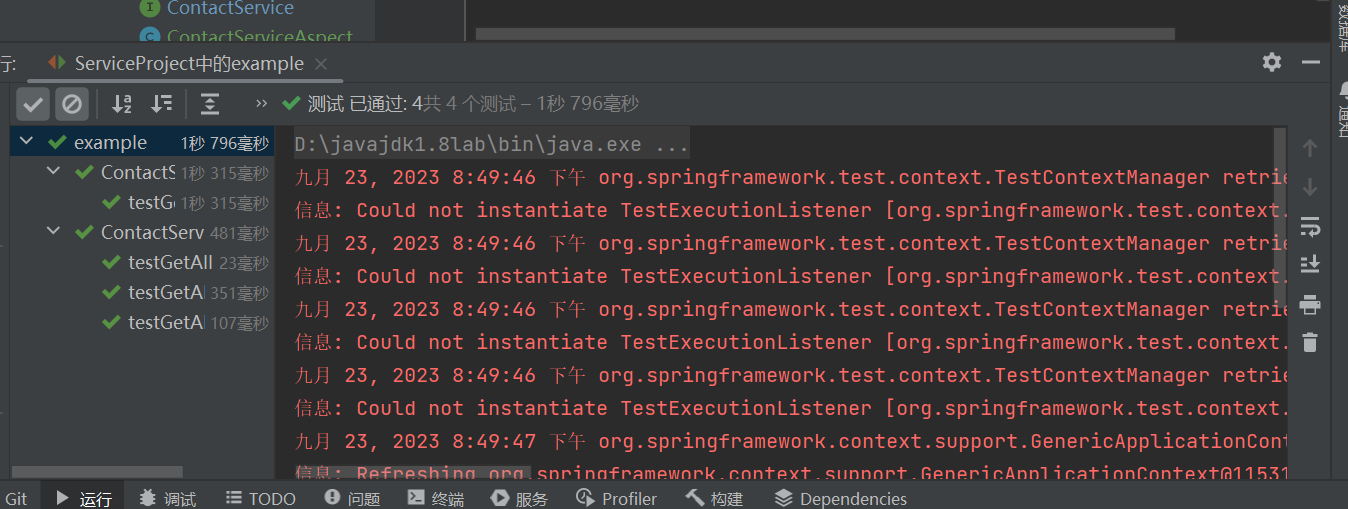 ContactService
ContactServiceAspect
行:
ServiceProject中的example
数据库
通知
测试 已通过: 4共 4 个测试 – 1秒 796毫秒
example 1秒 796毫秒
ContactS 1秒 315毫秒
testGe 1秒 315毫秒
ContactServ 481毫秒
testGetAll 23毫秒
testGetAl 351毫秒
testGetAl 107毫秒
D:\javajdk1.8lab\bin\java.exe ...
九月 23, 2023 8:49:46 下午 org.springframework.test.context.TestContextManager retrie
信息: Could not instantiate TestExecutionListener [org.springframework.test.context.
九月 23, 2023 8:49:46 下午 org.springframework.test.context.TestContextManager retrie
信息: Could not instantiate TestExecutionListener [org.springframework.test.context.
九月 23, 2023 8:49:46 下午 org.springframework.test.context.TestContextManager retrie
信息: Could not instantiate TestExecutionListener [org.springframework.test.context.
九月 23, 2023 8:49:46 下午 org.springframework.test.context.TestContextManager retrie
信息: Could not instantiate TestExecutionListener [org.springframework.test.context.
九月 23, 2023 8:49:47 下午 org.springframework.context.support.GenericApplicationCont
信息: Refreshing org.springframework.context.support.GenericApplicationContext@11531
Git 运行 调试 TODO 问题 终端 服务 Profiler 构建 Dependencies